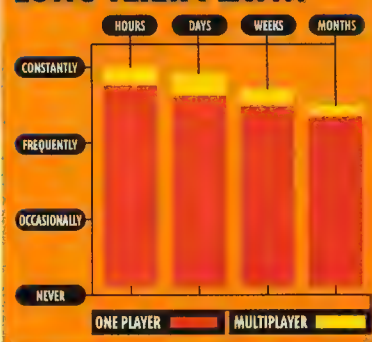 HOURS DAYS WEEKS MONTHS
CONSTANTLY
FREQUENTLY
OCCASIONALLY
NEVER
ONE PLAYER MULTIPLAYER